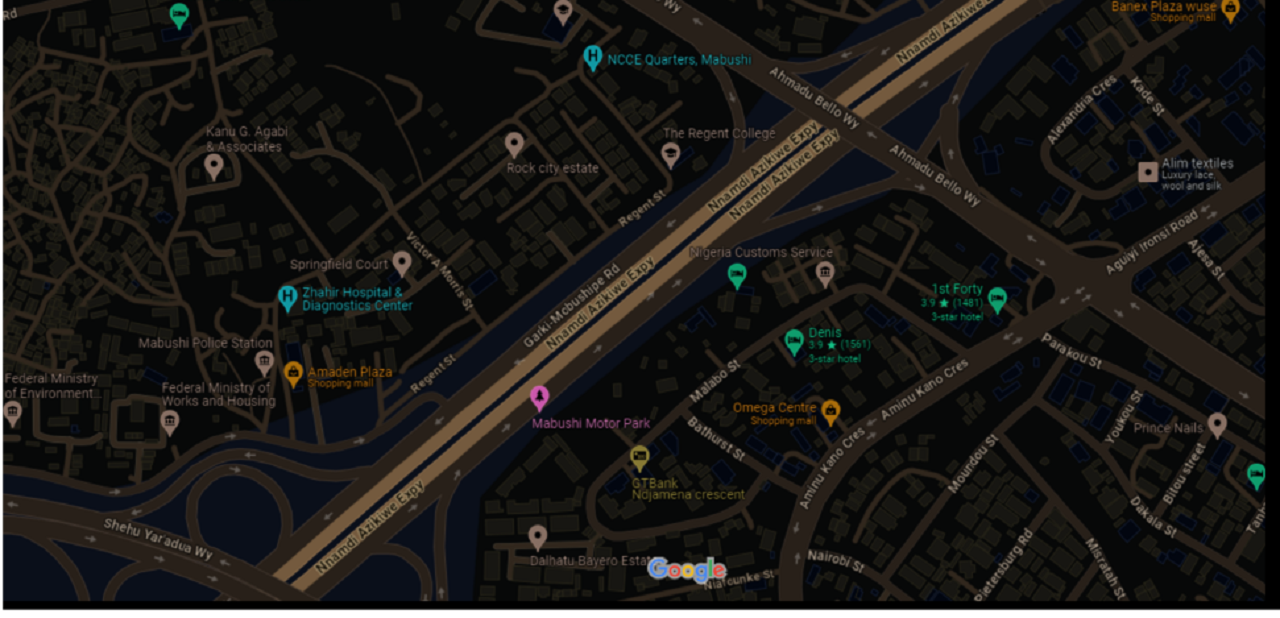 Rd
Wy
Nnamdi Azikiwe E
Banex Plaza wuse
Shopping mall
NCCE Quarters, Mabushi
Ahmadu Bello Wy
Alexandria Cres
Kade St
Kanu G. Agabi
& Associates
The Regent College
Rock city estate
Nnamdi Azikiwe Expy
Nnamdi Azikiwe Expy
Ahmadu Bello Wy
Alim textiles
Luxury lace,
wool and silk
Regent St
Aguiyi Ironsi Road
Ajesa St
Victor A Morris St
Springfield Court
Nigeria Customs Service
Garki-Mobushipe Rd
Nnamdi Azikiwe Expy
Zhahir Hospital &
Diagnostics Center
1st Forty
3.9 ★ (1481)
3-star hotel
Denis
3.9 ★ (1561)
3-star hotel
Mabushi Police Station
Parakou St
Amaden Plaza
Shopping mall
Regent St
Malabo St
Aminu Kano Cres
Federal Ministry
of Environment...
Federal Ministry of
Works and Housing
Mabushi Motor Park
Omega Centre
Shopping mall
Bathurst St
Youkou St
Prince Nails
GTBank
Ndjamena crescent
Aminu Kano Cres
Moundou St
Bitou street
Dakala St
Nnamdi Azikiwe Expy
Shehu Yar'adua Wy
Dalhatu Bayero Estat
Google
Niafounke St
Nairobi St
Pietersburg Rd
Misratah St